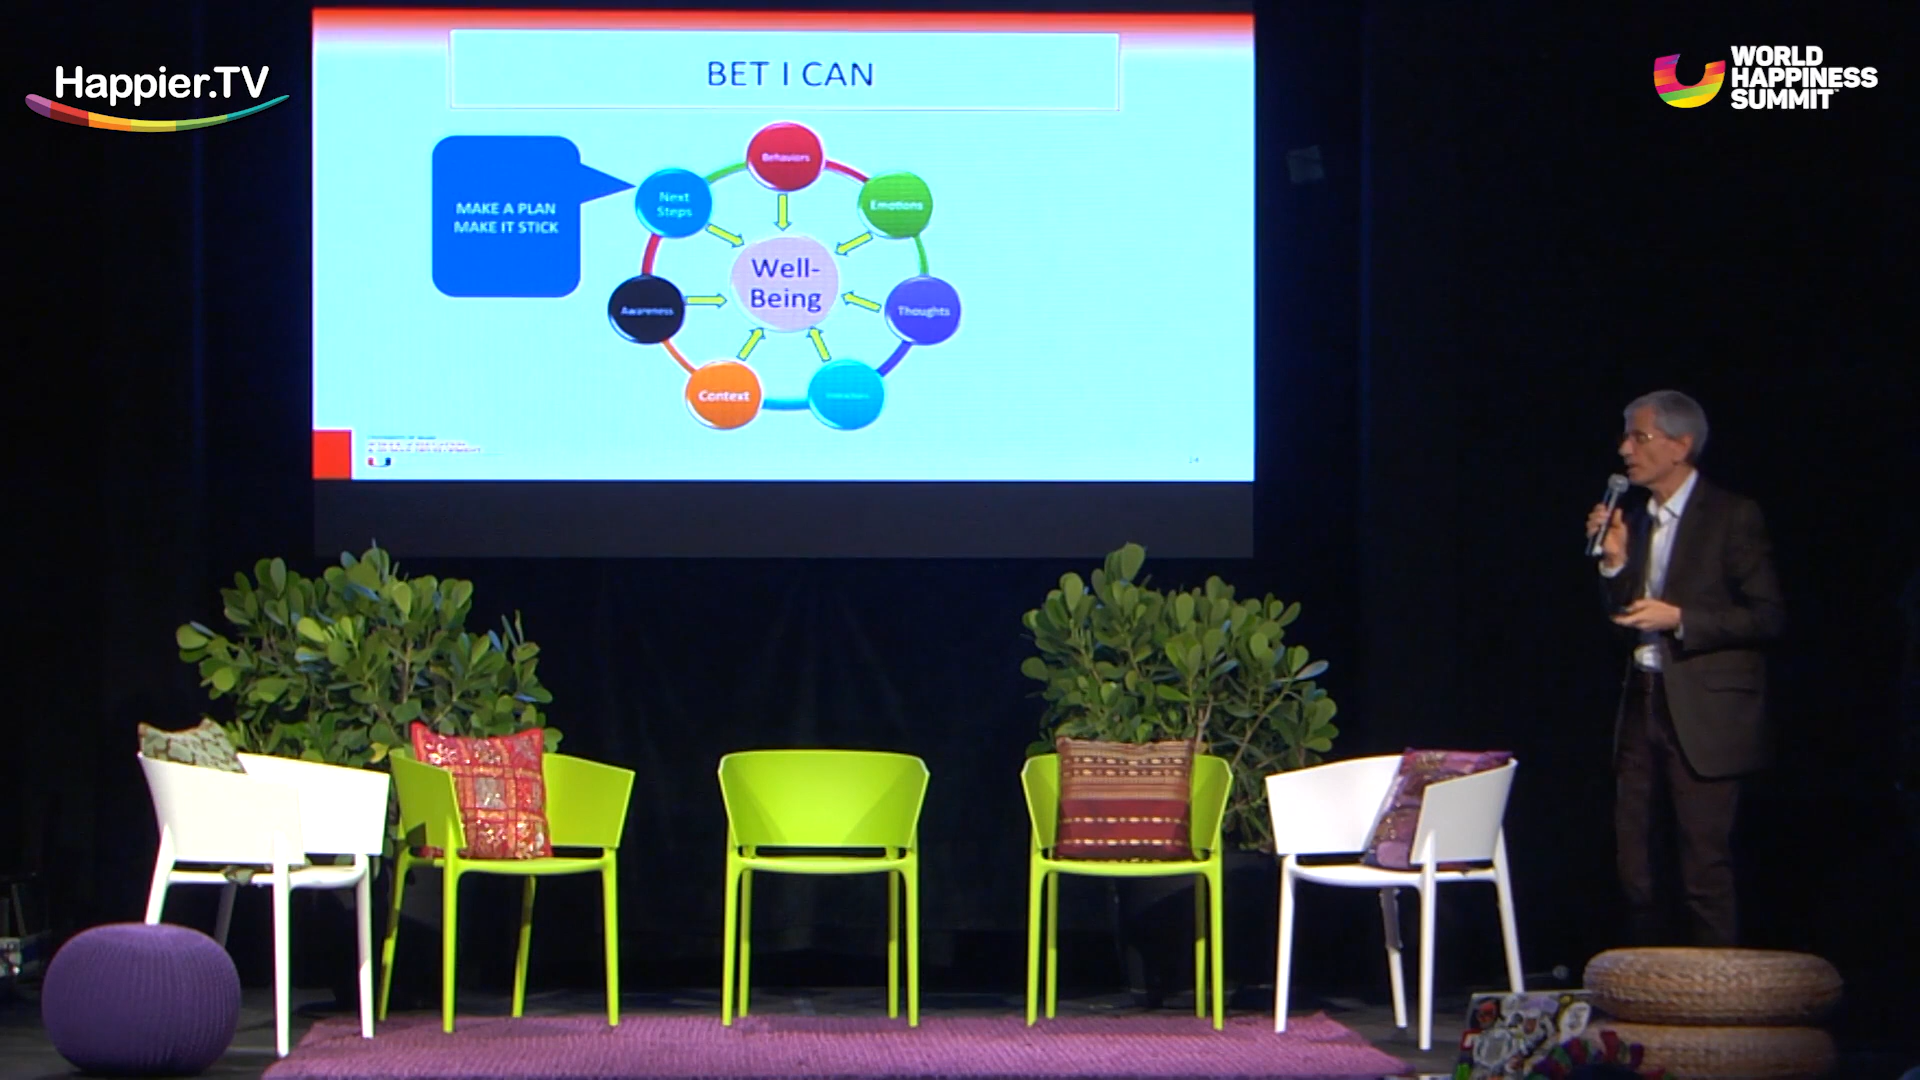 Happier.TV
WORLD
HAPPINESS
SUMMIT
BET I CAN
MAKE A PLAN
MAKE IT STICK
Behaviors
Next
Steps
Emotions
Well-
Being
Awareness
Thoughts
Context